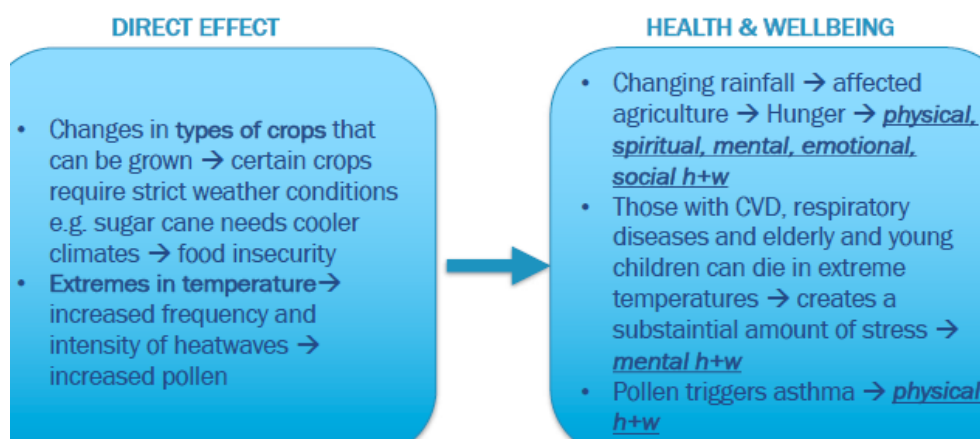 DIRECT EFFECT
• Changes in types of crops that
can be grown → certain crops
require strict weather conditions
e.g. sugar cane needs cooler
climates → food insecurity
• Extremes in temperature→
increased frequency and
intensity of heatwaves →
increased pollen
HEALTH & WELLBEING
• Changing rainfall → affected
agriculture → Hunger → physical,
spiritual, mental, emotional,
social h+w
• Those with CVD, respiratory
diseases and elderly and young
children can die in extreme
temperatures → creates a
substaintial amount of stress →
mental h+w
• Pollen triggers asthma → physical
h+w